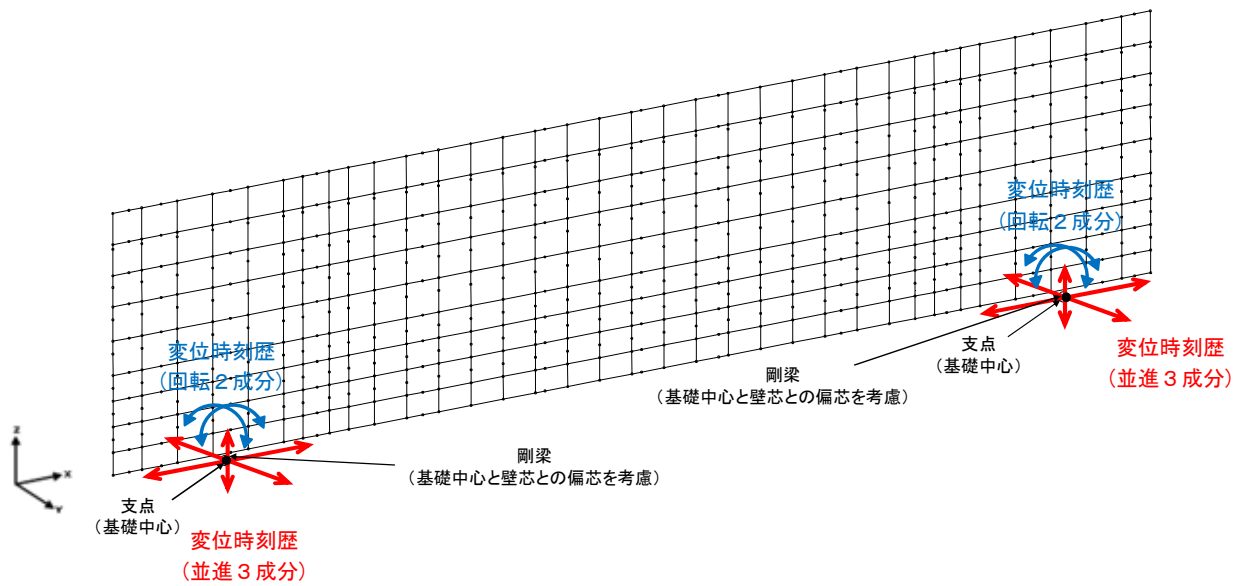 変位時刻歴
(回転2成分)
支点
(基礎中心)
変位時刻歴
(並進3成分)
剛梁
(基礎中心と壁芯との偏芯を考慮)
変位時刻歴
(回転2成分)
剛梁
(基礎中心と壁芯との偏芯を考慮)
支点
(基礎中心)
変位時刻歴
(並進3成分)
Z
X
Y